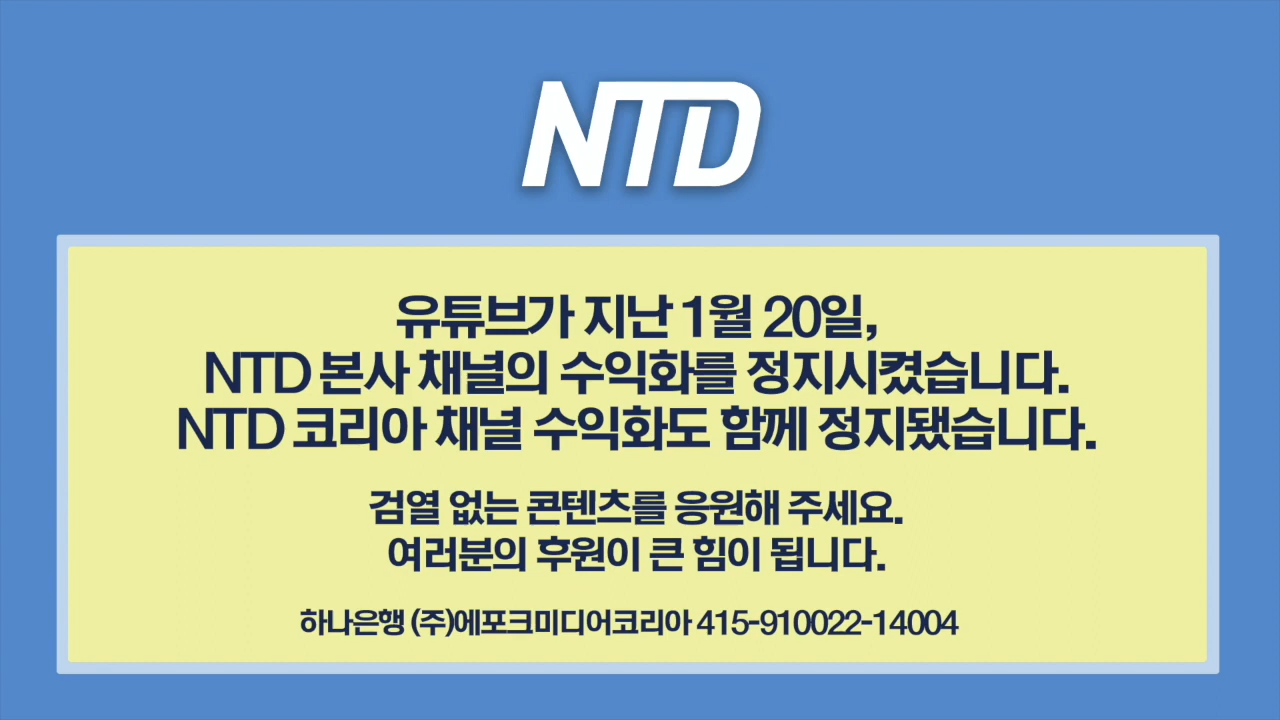 NTD
유튜브가 지난 1월 20일,
NTD 본사 채널의 수익화를 정지시켰습니다.
NTD 코리아 채널 수익화도 함께 정지됐습니다.
검열 없는 콘텐츠를 응원해 주세요.
여러분의 후원이 큰 힘이 됩니다.
하나은행 (주)에포크미디어코리아 415-910022-14004